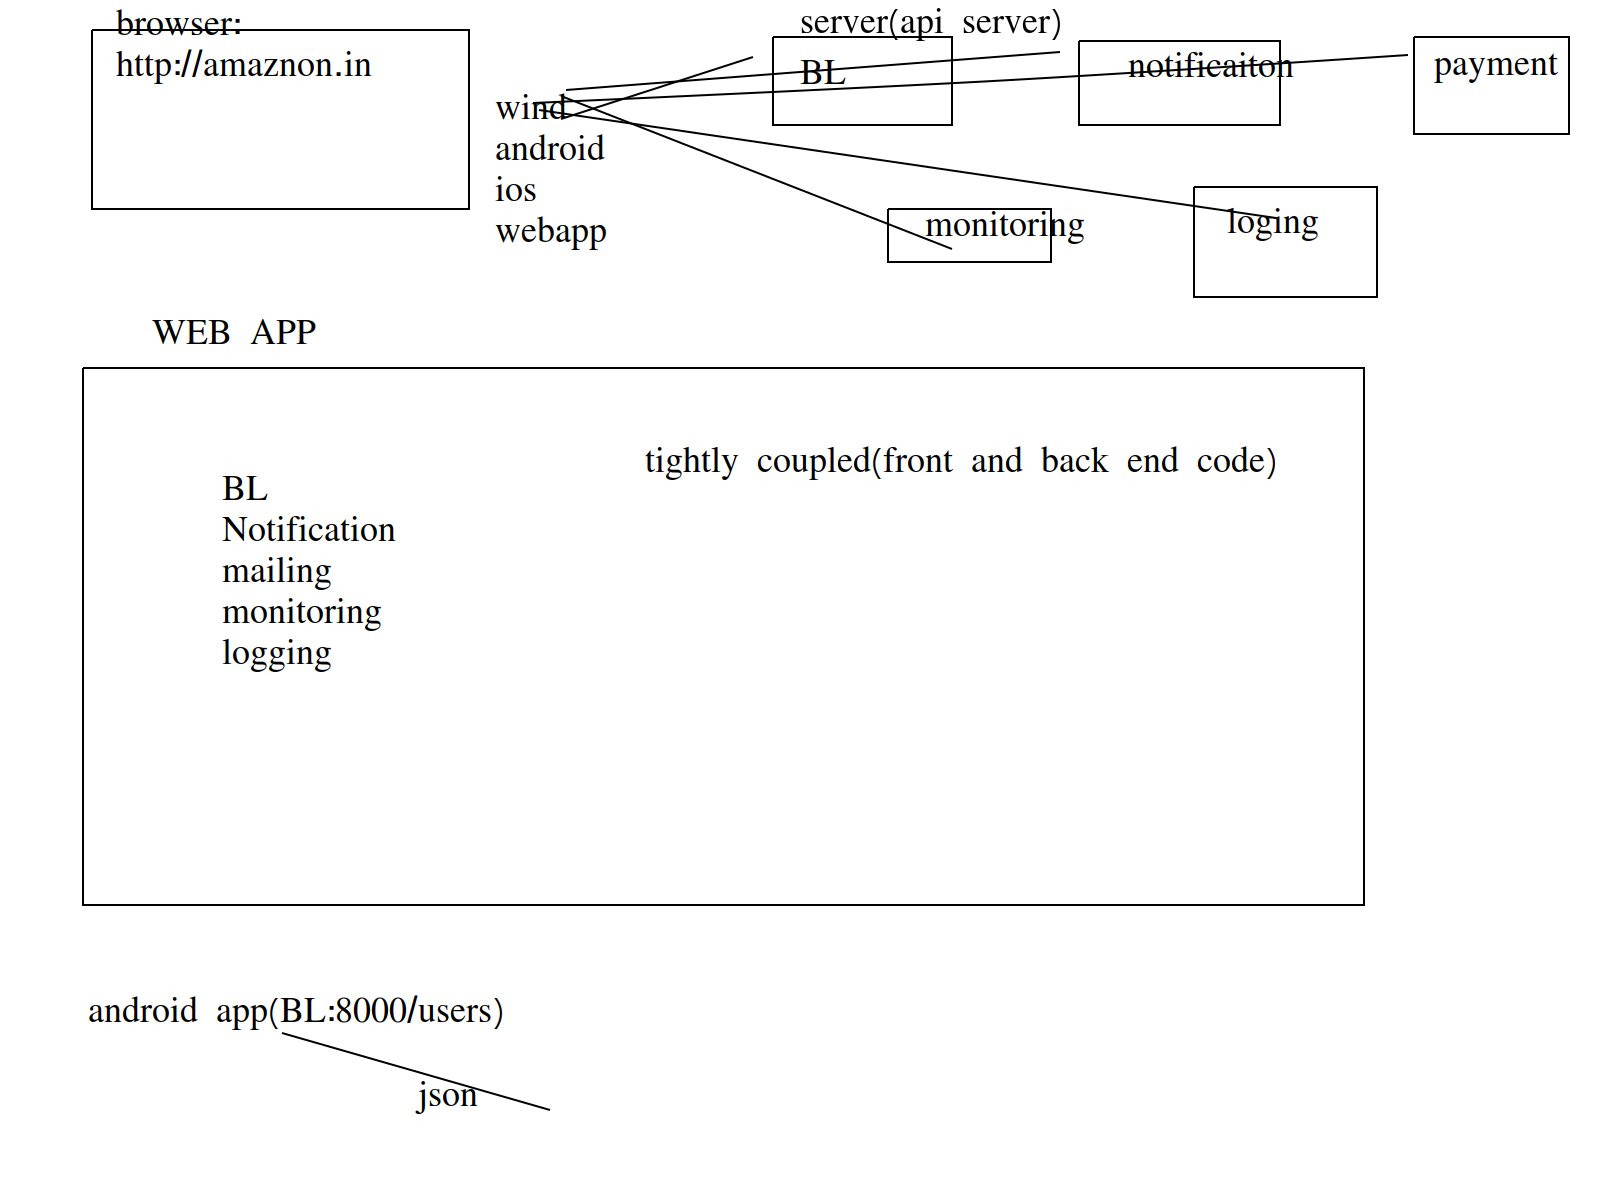 browser:
http://amaznon.in
server(api server)
BL
notificaiton
payment
wind
android
ios
webapp
monitoring
loging
WEB APP
tightly coupled(front and back end code)
BL
Notification
mailing
monitoring
logging
android app(BL:8000/users)
json